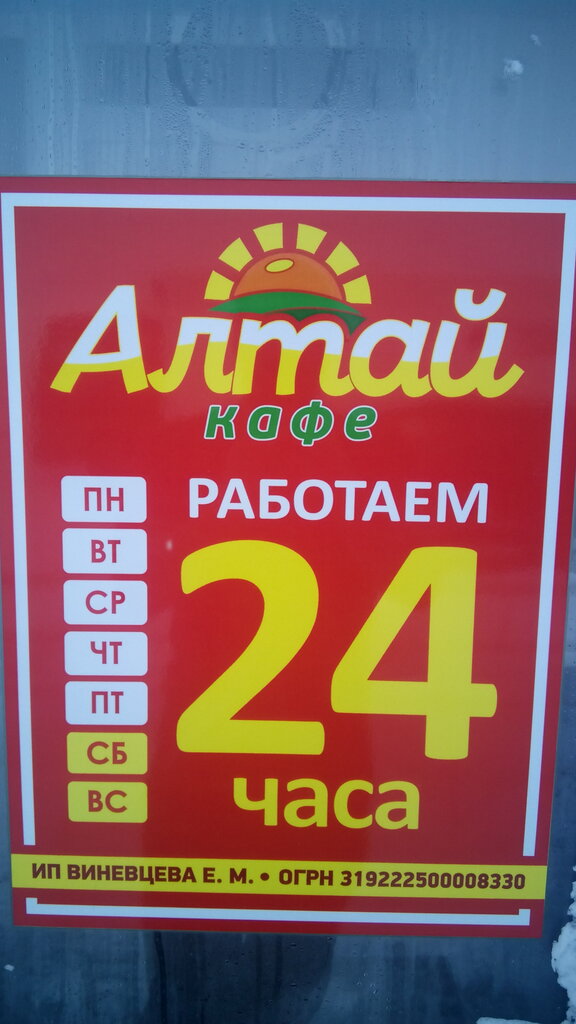 Алтай
кафе
РАБОТАЕМ
24
часа
ПН
ВТ
СР
ЧТ
ПТ
СБ
ВС
ИП ВИНЕВЦЕВА Е. М. • ОГРН 319222500008330